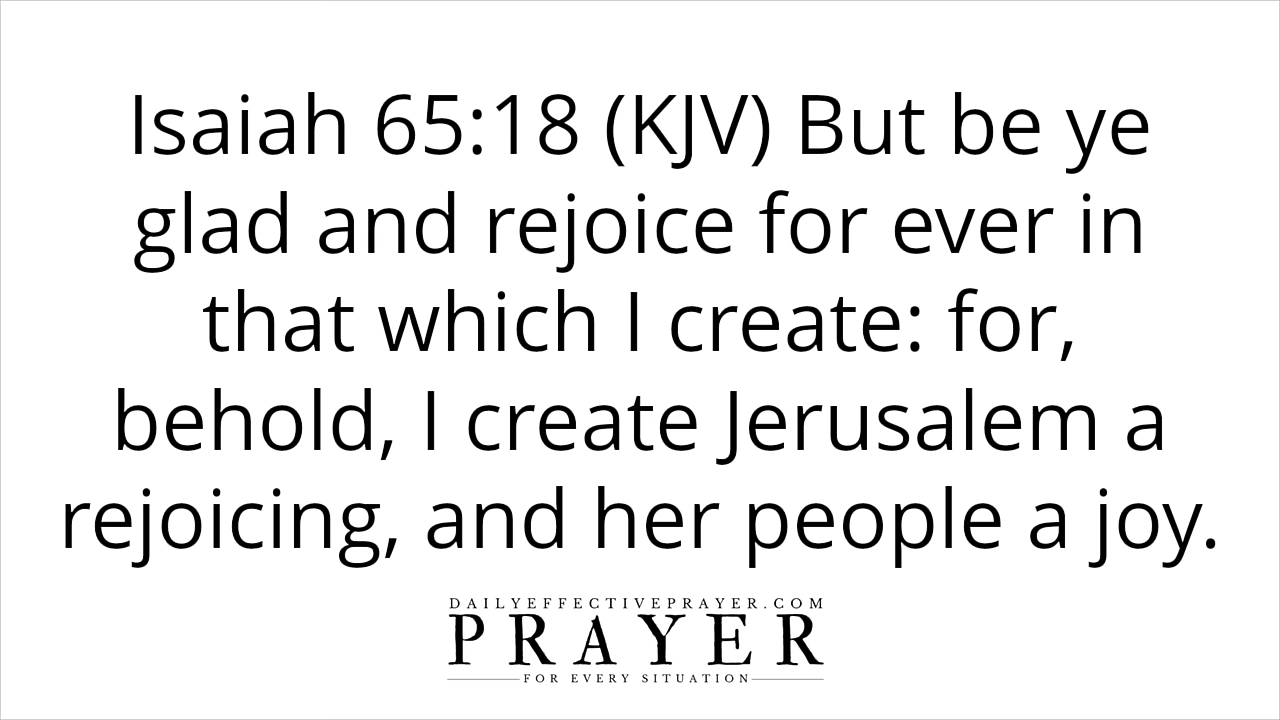 Isaiah 65:18 (KJV) But be ye
glad and rejoice for ever in
that which I create: for,
behold, I create Jerusalem a
rejoicing, and her people a joy.
DAILYEFFECTIVEPRAYER.COM
PRAYER
FOR EVERY SITUATION